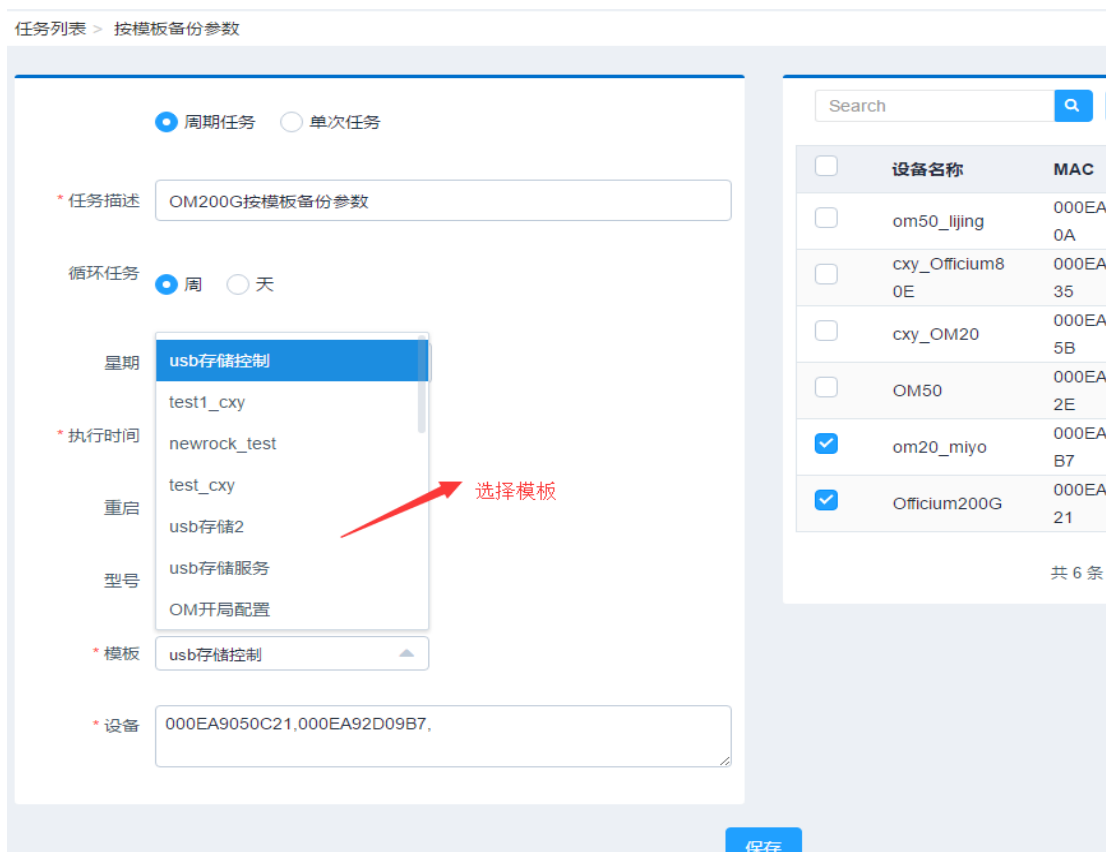 任务列表 > 按模板备份参数
周期任务 单次任务
* 任务描述 OM200G按模板备份参数
循环任务 周 天
星期
usb存储控制
test1_cxy
* 执行时间
newrock_test
test_cxy
选择模板
重启
usb存储2
usb存储服务
型号
OM开局配置
* 模板 usb存储控制
* 设备 000EA9050C21,000EA92D09B7,
保存
Search
设备名称 MAC
om50_lijing 000EA
0A
cxy_Officium8 000EA
0E 35
cxy_OM20 000EA
5B
OM50 000EA
2E
om20_miyo 000EA
B7
Officium200G 000EA
21
共 6 条